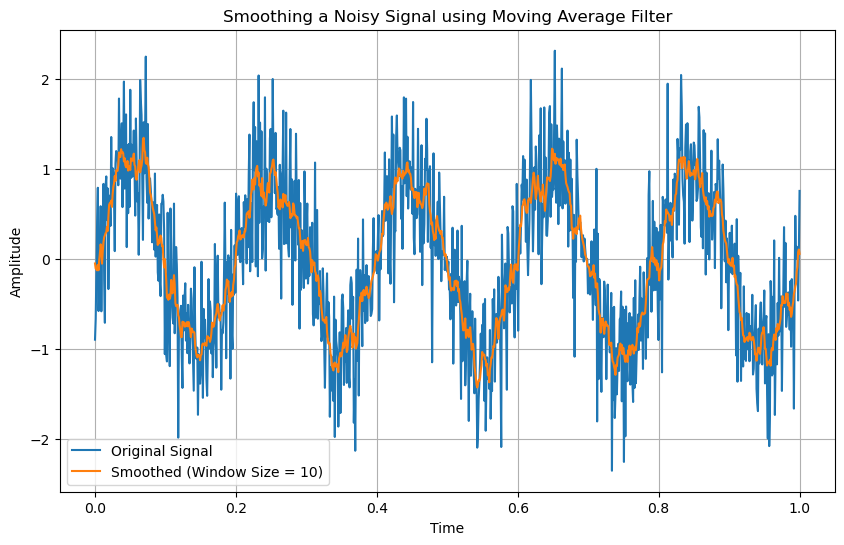 Smoothing a Noisy Signal using Moving Average Filter
2
1
0
−1
−2
Amplitude
Original Signal
Smoothed (Window Size = 10)
0.0 0.2 0.4 0.6 0.8 1.0
Time